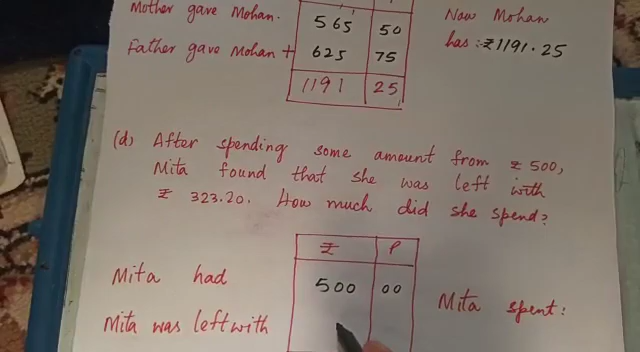 Mother gave Mohan. 565 50 Now Mohan
Father gave Mohan + 625 75 has :- ₹1191.25
1191 25
(d) After spending some amount from ₹ 500,
Mita found that she was left with
₹ 323.20. How much did she spend?
₹ P
Mita had 500 00 Mita spent:
Mita was left with